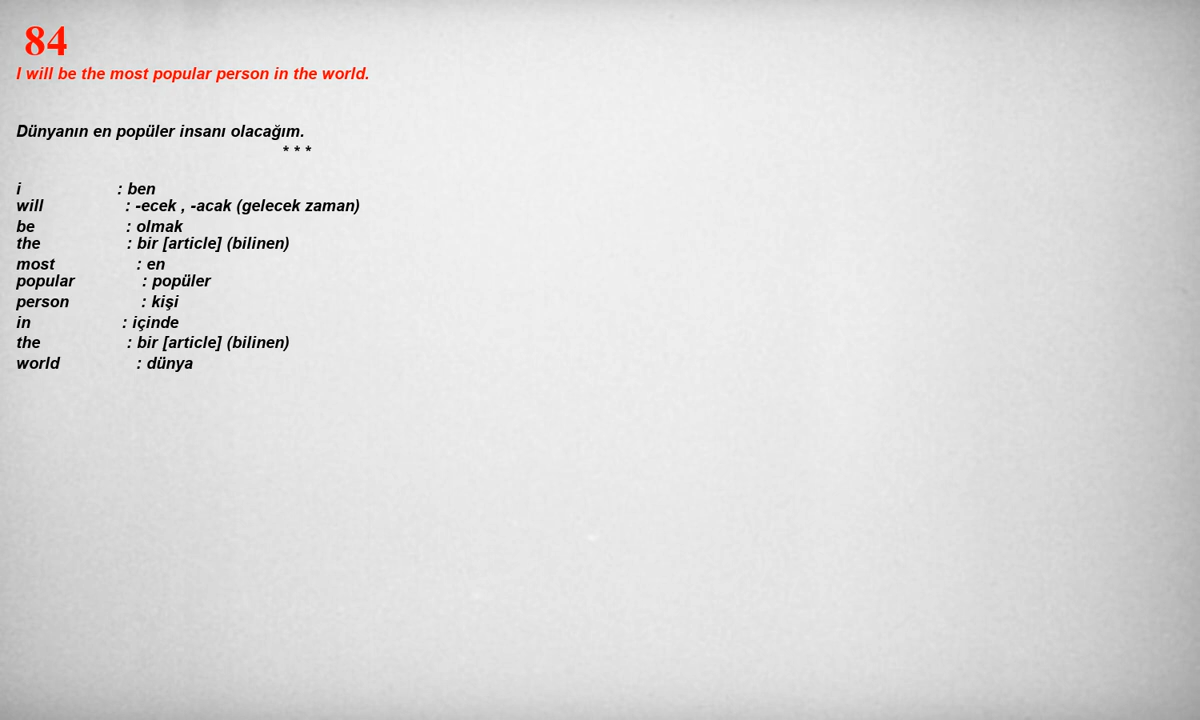 84
I will be the most popular person in the world.
Dünyanın en popüler insanı olacağım.
* * *
i : ben
will : -ecek , -acak (gelecek zaman)
be : olmak
the : bir [article] (bilinen)
most : en
popular : popüler
person : kişi
in : içinde
the : bir [article] (bilinen)
world : dünya